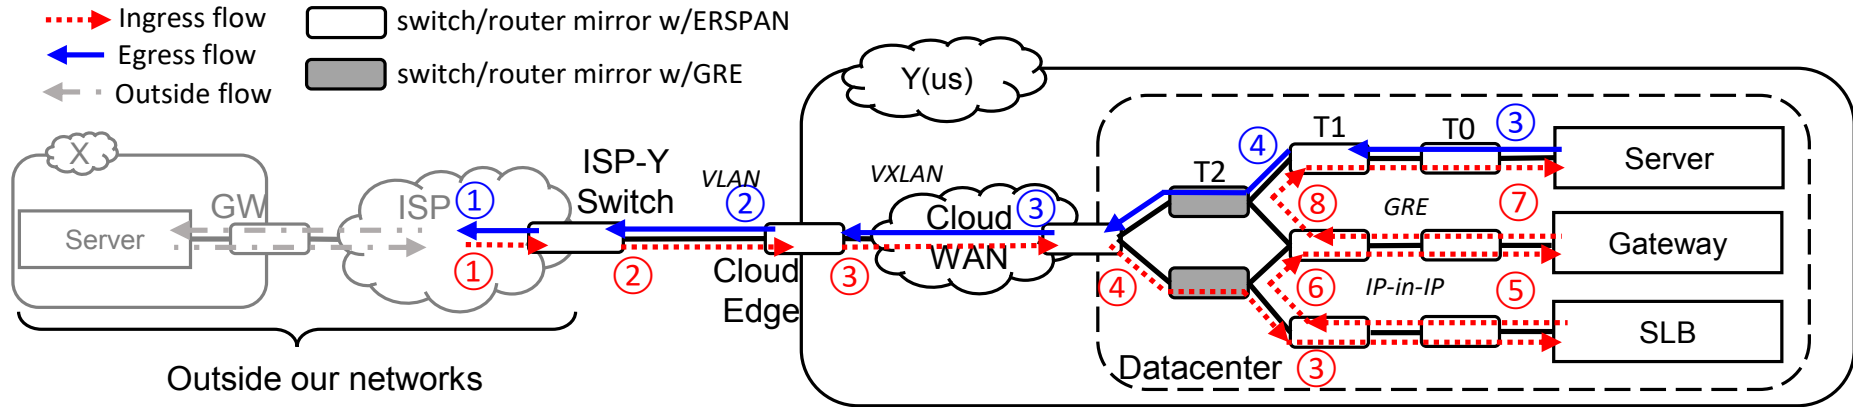 Ingress flow
Egress flow
Outside flow
switch/router mirror w/ERSPAN
switch/router mirror w/GRE
X
Server
GW
ISP
1
1
ISP-Y
Switch
2
VLAN
2
Cloud
Edge
3
Y(us)
VXLAN
Cloud
WAN
3
4
T2
4
T1
T0
3
Server
8
GRE
7
Gateway
6
IP-in-IP
5
SLB
3
Datacenter
Outside our networks